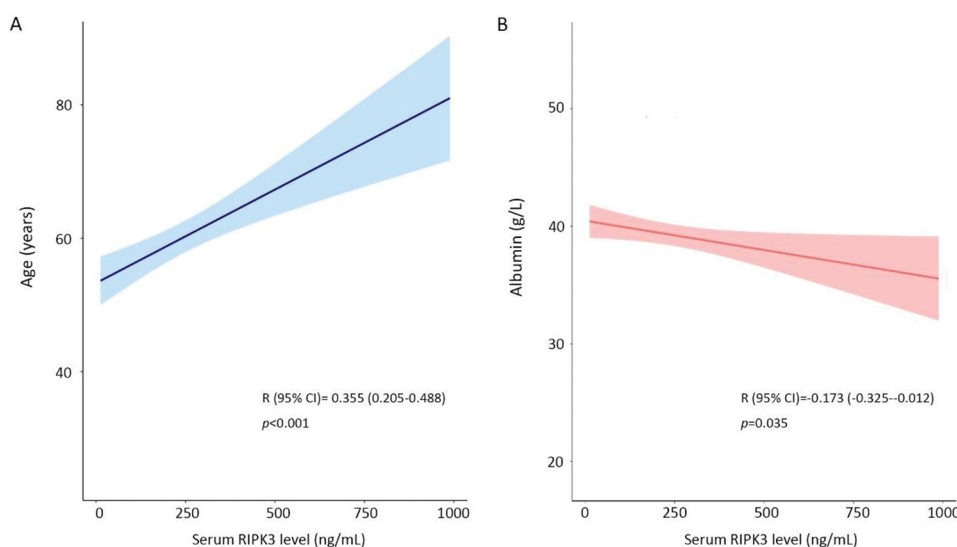 A
80
60
40
Age (years)
R (95% CI)= 0.355 (0.205-0.488)
p<0.001
0 250 500 750 1000
Serum RIPK3 level (ng/mL)
B
50
40
30
20
Albumin (g/L)
R (95% CI)=-0.173 (-0.325--0.012)
p=0.035
0 250 500 750 1000
Serum RIPK3 level (ng/mL)